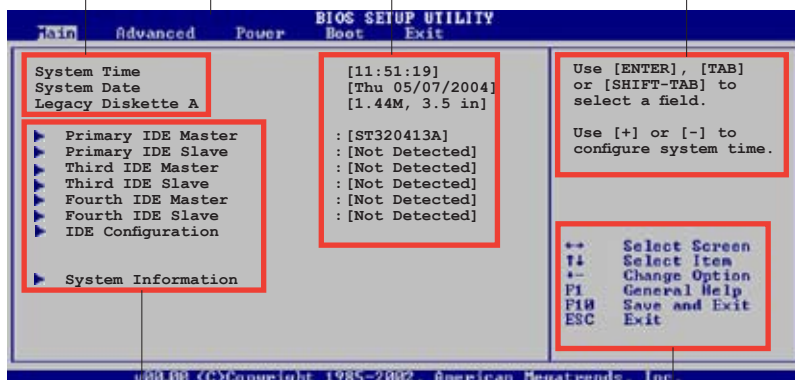 BIOS SETUP UTILITY
Main Advanced Power Boot Exit
System Time [11:51:19]
System Date [Thu 05/07/2004]
Legacy Diskette A [1.44M, 3.5 in]
Primary IDE Master :[ST320413A]
Primary IDE Slave :[Not Detected]
Third IDE Master :[Not Detected]
Third IDE Slave :[Not Detected]
Fourth IDE Master :[Not Detected]
Fourth IDE Slave :[Not Detected]
IDE Configuration
System Information
Use [ENTER], [TAB]
or [SHIFT-TAB] to
select a field.
Use [+] or [-] to
configure system time.
↔ Select Screen
↑↓ Select Item
+- Change Option
F1 General Help
F10 Save and Exit
ESC Exit
v00.00 (C)Copyright 1985-2002, American Megatrends, Inc.